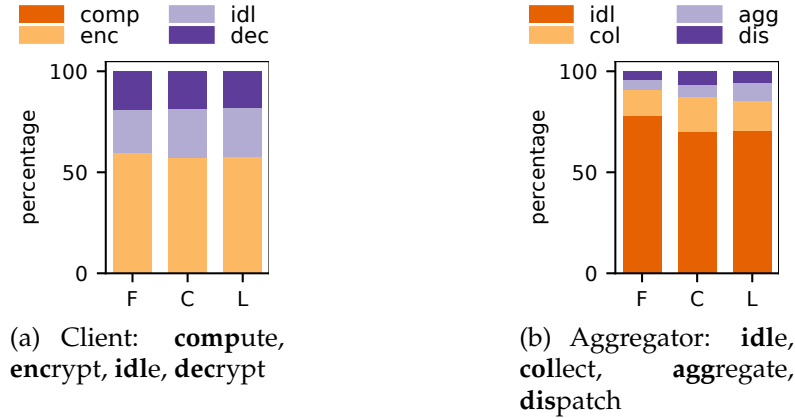 comp idl
enc dec
100
50
0
percentage
F C L
(a) Client: compute,
encrypt, idle, decrypt
idl agg
col dis
100
50
0
percentage
F C L
(b) Aggregator: idle,
collect, aggregate,
dispatch